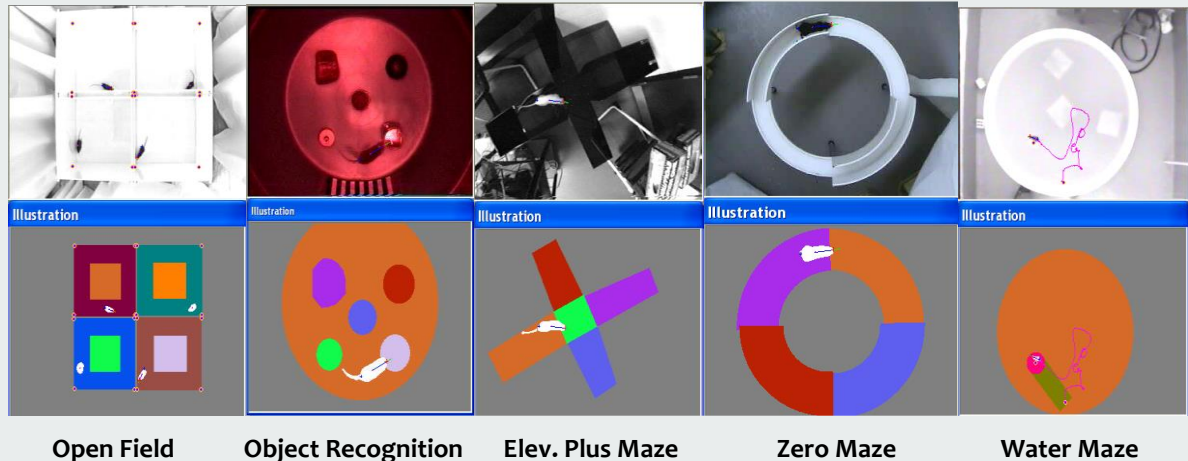 Illustration
Illustration
Illustration
Illustration
Illustration
Open Field
Object Recognition
Elev. Plus Maze
Zero Maze
Water Maze